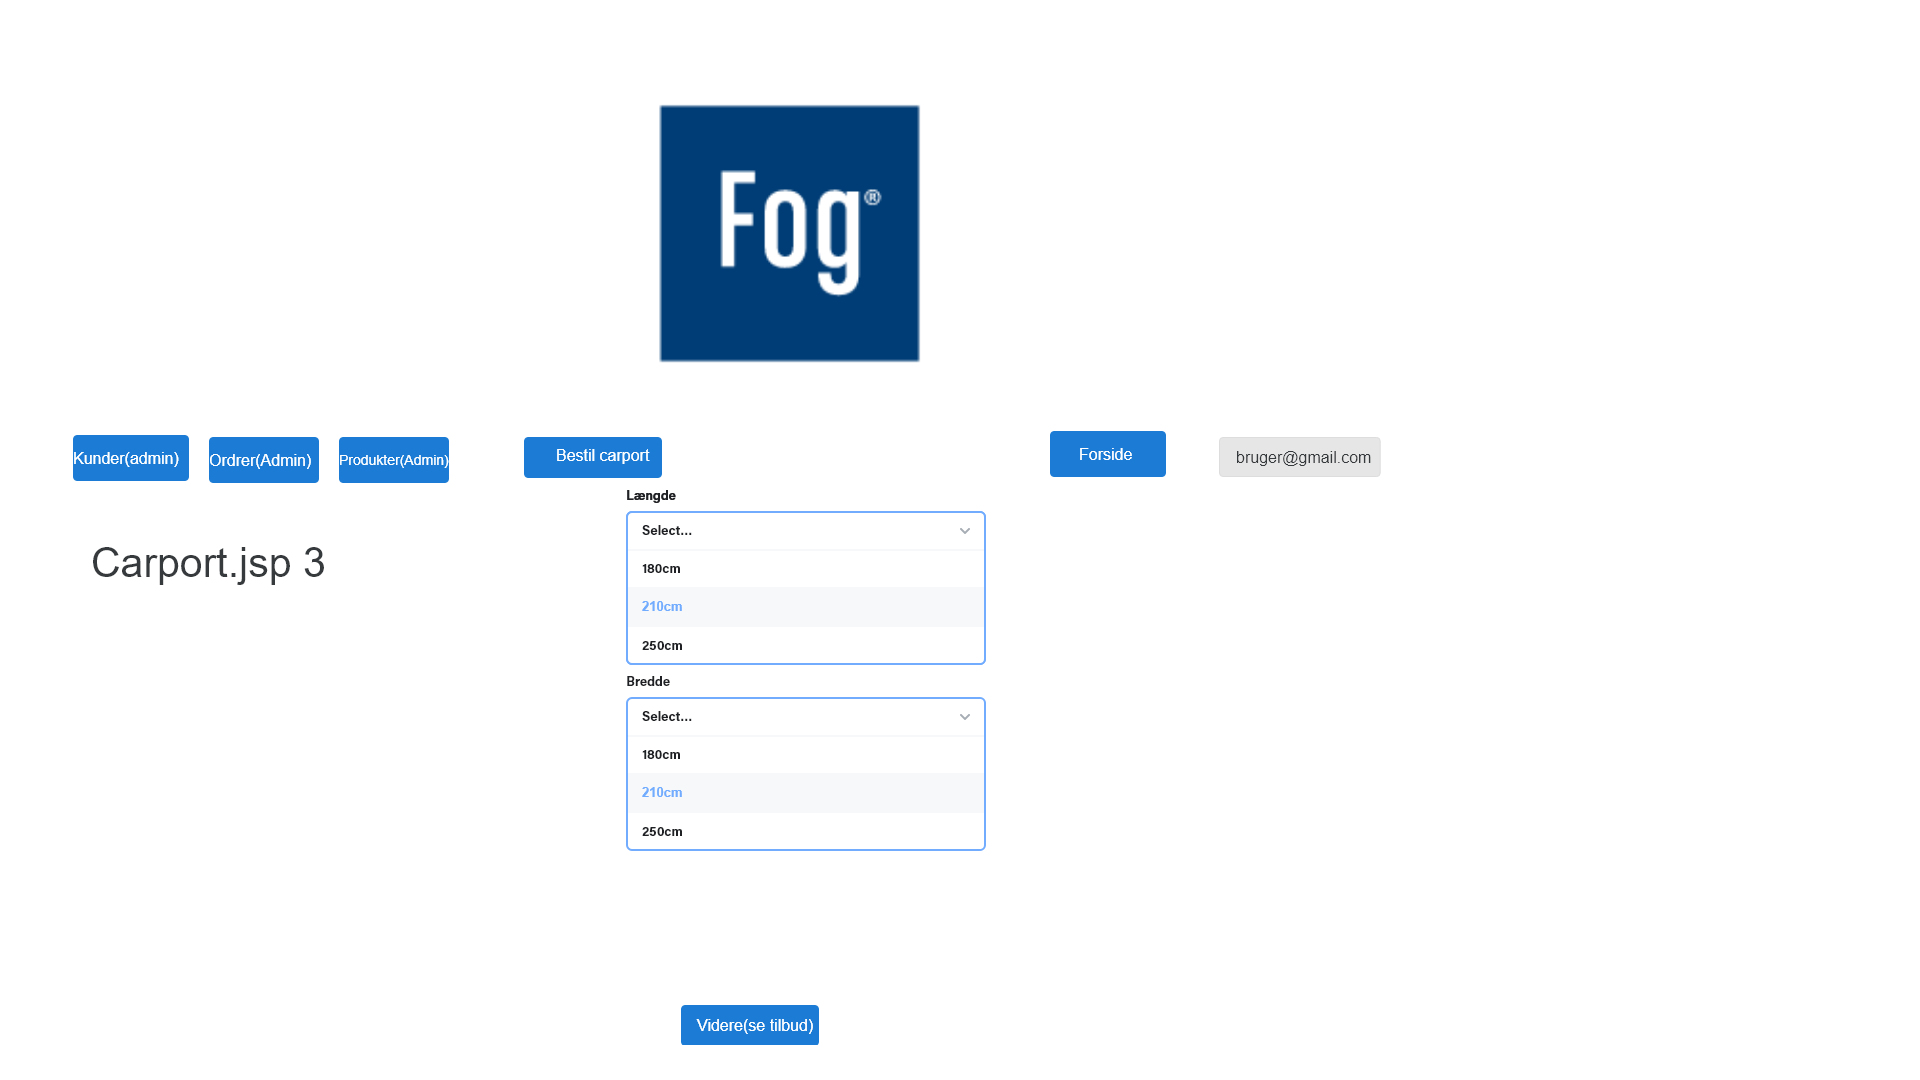 Fog®
Kunder(admin)
Ordrer(Admin)
Produkter(Admin)
Bestil carport
Forside
bruger@gmail.com
Carport.jsp 3
Længde
Select...
180cm
210cm
250cm
Bredde
Select...
180cm
210cm
250cm
Videre(se tilbud)